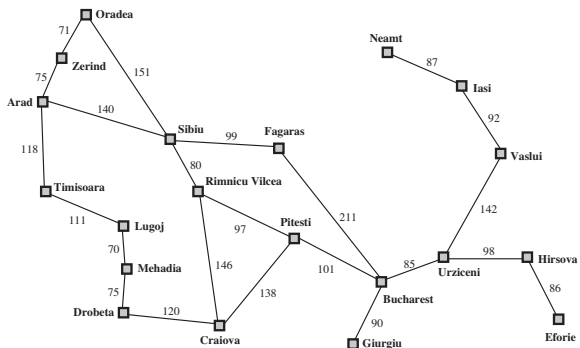 Oradea
71
Neamt
Zerind
87
151
75
Iasi
Arad
140
92
Sibiu
Fagaras
99
118
Vaslui
80
Timisoara
Rimnicu Vilcea
111
Lugoj
Pitesti
211
142
97
70
98
Hirsova
Mehadia
146
101
85
Urziceni
75
138
86
Bucharest
Drobeta
120
90
Craiova
Giurgiu
Eforie